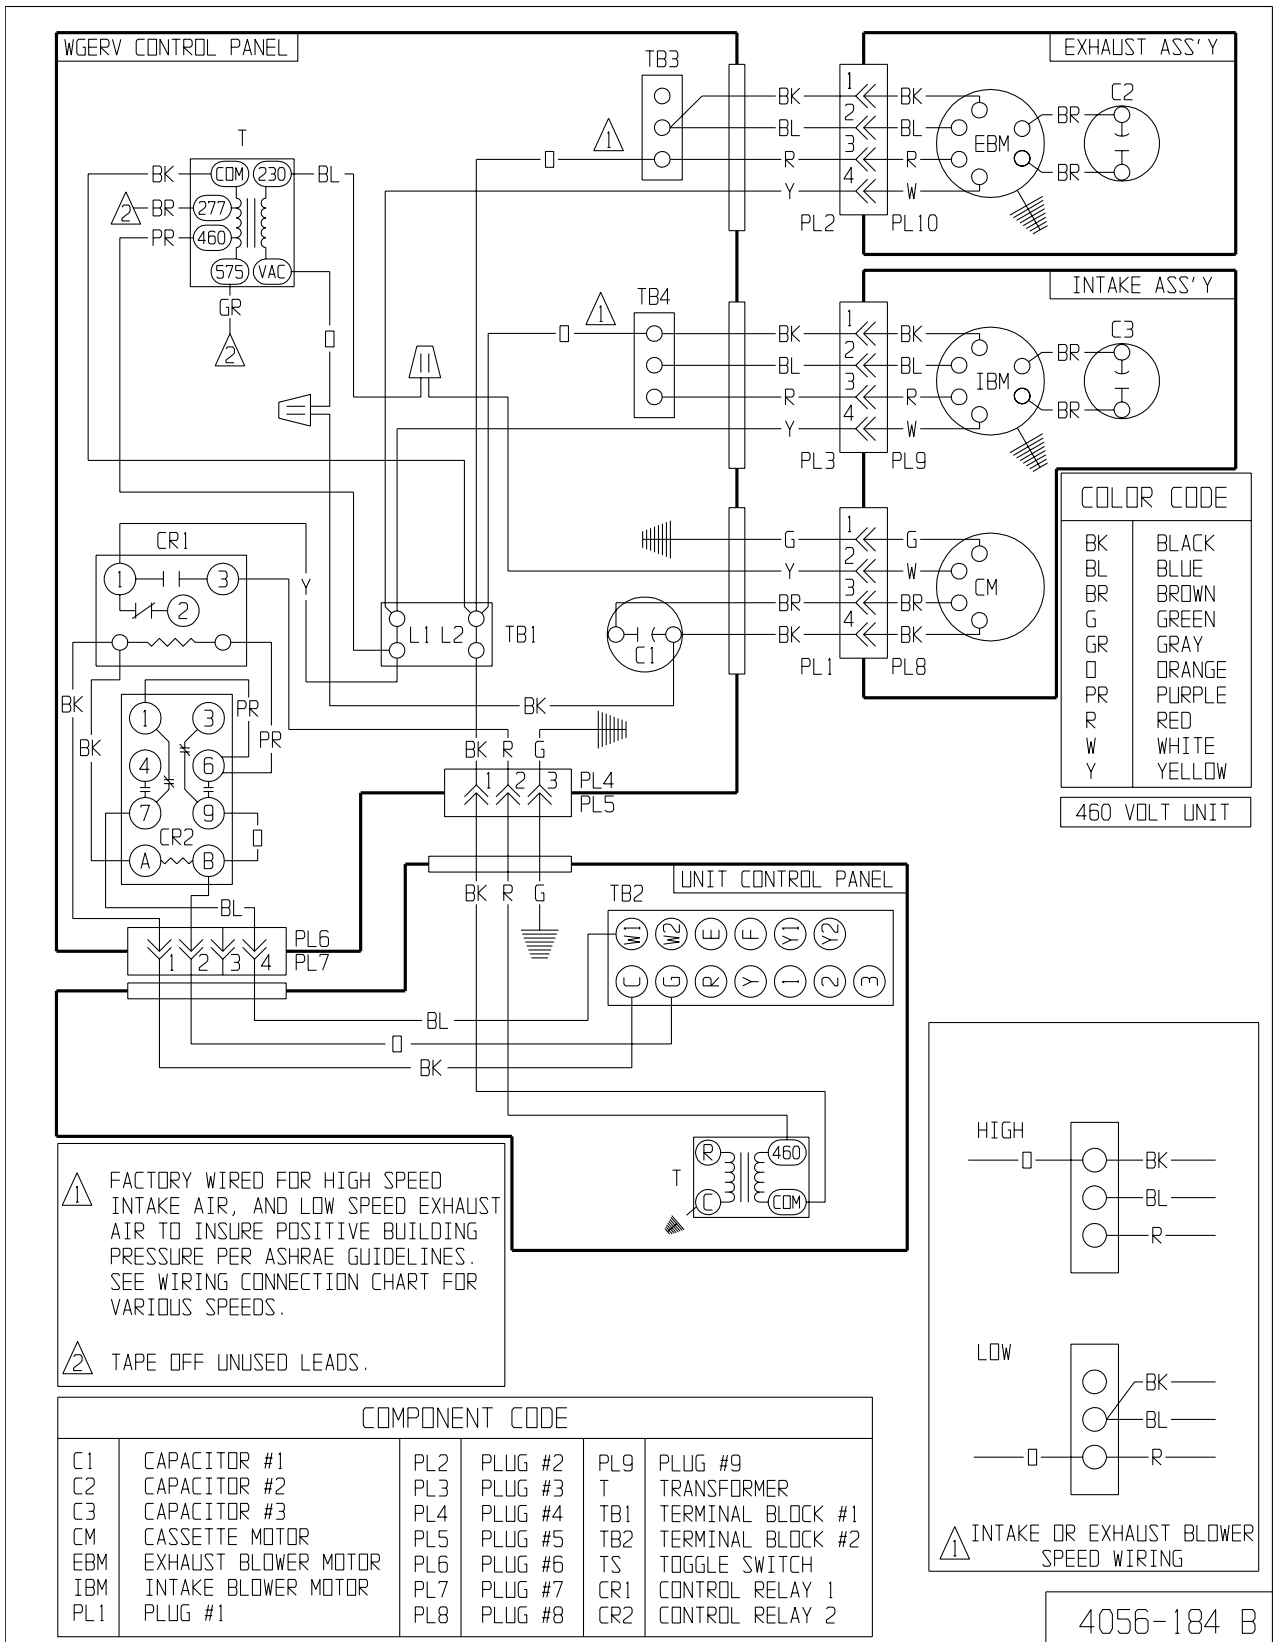 WGERV CONTROL PANEL
EXHAUST ASS'Y
TB3
C2
T
1
BK
BK
BR
1
2
BL
BL
EBM
3
O
R
R
BK
COM
230
BL
BR
4
Y
W
2
BR
277
PL2
PL10
PR
460
575
VAC
INTAKE ASS'Y
GR
TB4
1
C3
O
1
O
BK
BK
2
2
BL
BL
BR
3
IBM
R
R
BR
4
Y
W
PL3
PL9
COLOR CODE
BK BLACK
BL BLUE
BR BROWN
G GREEN
GR GRAY
O ORANGE
PR PURPLE
R RED
W WHITE
Y YELLOW
460 VOLT UNIT
CR1
1
G
G
2
1
3
Y
W
Y
CM
3
2
BR
BR
4
L1 L2
TB1
BK
BK
C1
PL1
PL8
BK
BK
PR
1
3
BK
PR
BK
R
G
4
6
1
2
3
PL4
PL5
7
9
CR2
O
A
B
UNIT CONTROL PANEL
BK
R
G
TB2
BL
W1
W2
E
F
Y1
Y2
PL6
1
2
3
4
PL7
C
G
R
Y
1
2
3
BL
O
BK
HIGH
O
BK
BL
R
R
460
T
C
COM
1
FACTORY WIRED FOR HIGH SPEED
INTAKE AIR, AND LOW SPEED EXHAUST
AIR TO INSURE POSITIVE BUILDING
PRESSURE PER ASHRAE GUIDELINES.
SEE WIRING CONNECTION CHART FOR
VARIOUS SPEEDS.
2
TAPE OFF UNUSED LEADS.
LOW
BK
BL
O
R
1
INTAKE OR EXHAUST BLOWER
SPEED WIRING
COMPONENT CODE
C1 CAPACITOR #1 PL2 PLUG #2 PL9 PLUG #9
C2 CAPACITOR #2 PL3 PLUG #3 T TRANSFORMER
C3 CAPACITOR #3 PL4 PLUG #4 TB1 TERMINAL BLOCK #1
CM CASSETTE MOTOR PL5 PLUG #5 TB2 TERMINAL BLOCK #2
EBM EXHAUST BLOWER MOTOR PL6 PLUG #6 TS TOGGLE SWITCH
IBM INTAKE BLOWER MOTOR PL7 PLUG #7 CR1 CONTROL RELAY 1
PL1 PLUG #1 PL8 PLUG #8 CR2 CONTROL RELAY 2
4056-184 B